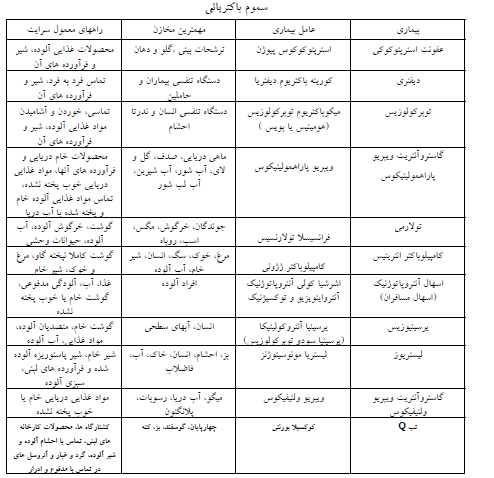 سموم باکتریائی
بیماری	عامل بیماری	مهمترین مخازن	راههای معمول سرایت
عفونت استرپتوکوکی	استرپتوکوکوس پیوژن	ترشحات بینی ،گلو و دهان	محصولات غذایی آلوده، شیر
و فرآورده های آن
دیفتری	کورینه باکتریوم دیفتریا	دستگاه تنفسی بیماران و	تماس فرد به فرد، شیر و
حاملین	فرآورده های آن
توبرکولوزیس	میکوباکتریوم توبرکولوزیس	دستگاه تنفسی انسان و ندرتا	تماسی، خوردن و آشامیدن
(هومینیس یا بویس )	احشام	مواد غذایی آلوده، شیر و
فرآورده های آن
گاستروآنتریت ویبریو	ویبریو پاراهمولیتیکوس	ماهی دریایی، صدف، گل و	محصولات خام دریایی و
پاراهمولیتیکوس	لای، آب شور، آب شیرین،	فرآورده های آنها، مواد غذایی
آب لب شور	دریایی خوب پخته نشده،
تماس مواد غذایی آلوده خام
و پخته شده با آب دریا
تولارمی	فرانسیسلا تولارنسیس	جوندگان، خرگوش، مگس،	گوشت، خرگوش آلوده، آب
اسب، روباه	آلوده، حیوانات وحشی
کامپیلوباکتر انتریتیس	کامپیلوباکتر ژژونی	مرغ، خوک، سگ، انسان، شیر	گوشت کاملا نپخته گاو، مرغ
خام، آب آلوده	و خوک، شیر خام
اسهال آنتروپاتوژنیک	اشرشیا کولی آنتروپاتوژنیک	افراد آلوده	غذا، آب، آلودگی مدفوعی،
(اسهال مسافران)	آنترواینویزیو و توکسیژنیک	گوشت خام یا خوب پخته
نشده
یرسینیوزیس	یرسینیا آنتروکولیتیکا	انسان، آبهای سطحی	گوشت خام، متصدیان آلوده،
(یرسینیا سودو توبرکولوزیس)	مواد غذایی، آب آلوده
لیستریوز	لیستریا مونوسیتوژنز	بز، احشام، انسان، خاک، آب،	شیر خام، شیر پاستوریزه آلوده
فاضلاب	شده و فرآورده های لبنی،
سبزی آلوده
گاستروآنتریت ویبریو	ویبریو ولنیفیکوس	میگو، آب دریا، رسوبات،	مواد غذایی دریایی خام یا
ولنیفیکوس	پلانگتون	خوب پخته نشده
تب Q	کوکسیلا بورنتی	چهارپایان، گوسفند، بز، کنه	کشتارگاه ها، محصولات کارخانه
های لبنی، تماس با احشام آلوده و
شیر آلوده، گرد و غبار و آئروسل های
در تماس با مدفوع و ادرار